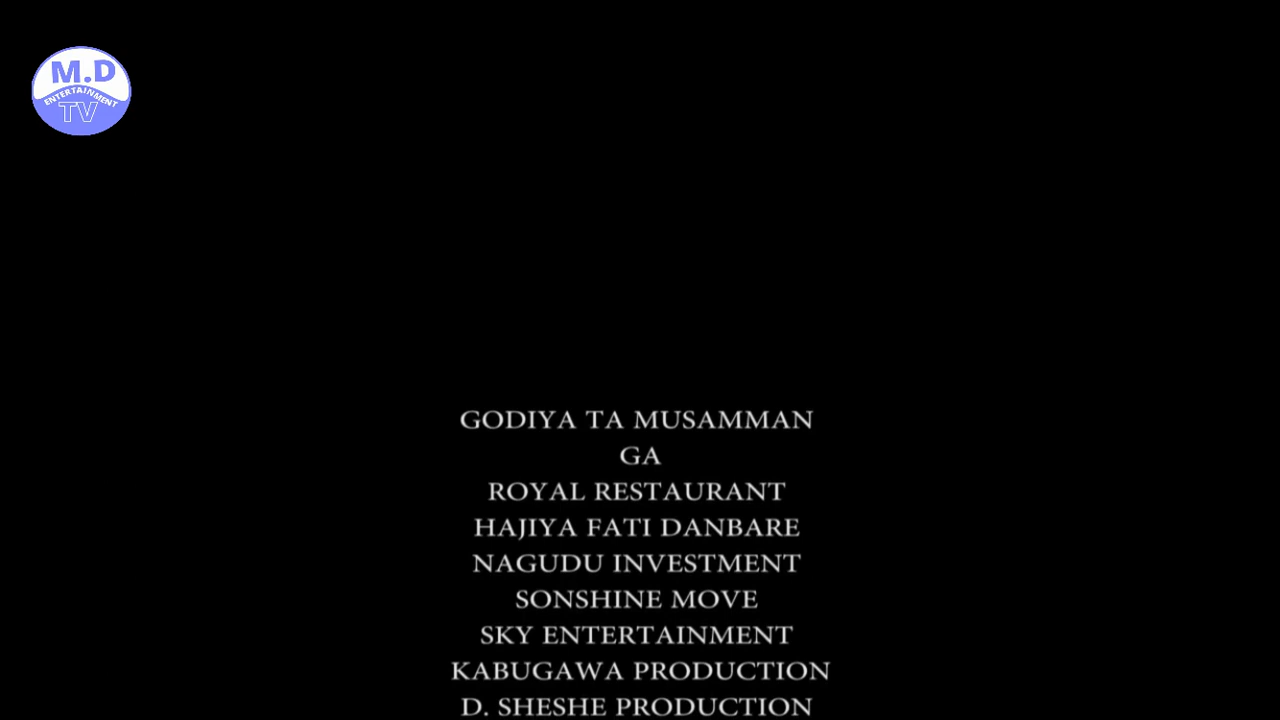 M.D
ENTERTAINMENT
TV
GODIYA TA MUSAMMAN
GA
ROYAL RESTAURANT
HAJIYA FATI DANBARE
NAGUDU INVESTMENT
SONSHINE MOVE
SKY ENTERTAINMENT
KABUGAWA PRODUCTION
D. SHESHE PRODUCTION